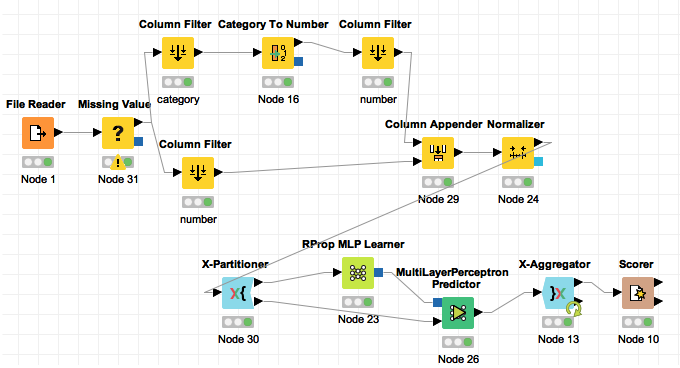 Column Filter
Category To Number
Column Filter
category
Node 16
number
File Reader
Missing Value
Node 1
Node 31
Column Filter
number
Column Appender
Normalizer
Node 29
Node 24
X-Partitioner
Node 30
RProp MLP Learner
Node 23
MultiLayerPerceptron
Predictor
Node 26
X-Aggregator
Node 13
Scorer
Node 10